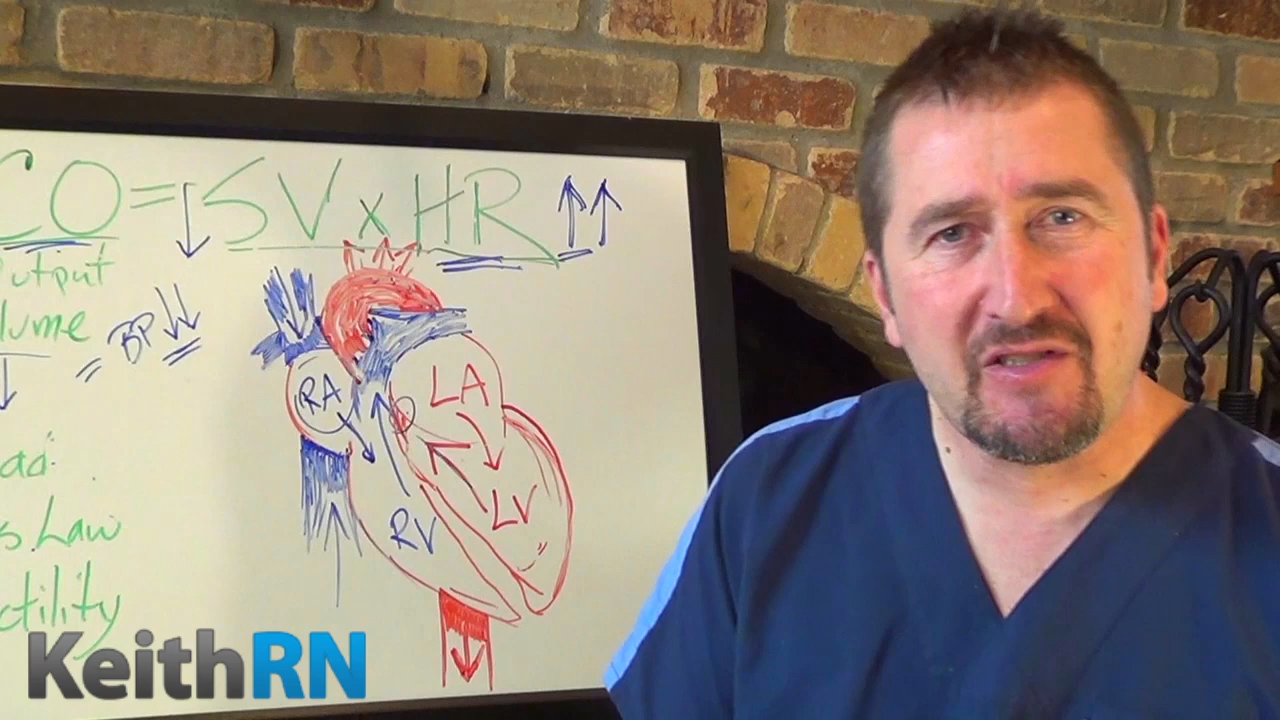 CO = ↓ SV x HR ↑↑
utput
lume
= BP ↓↓
↓
RA
LA
LV
RV
s Law
ctility
KeithRN